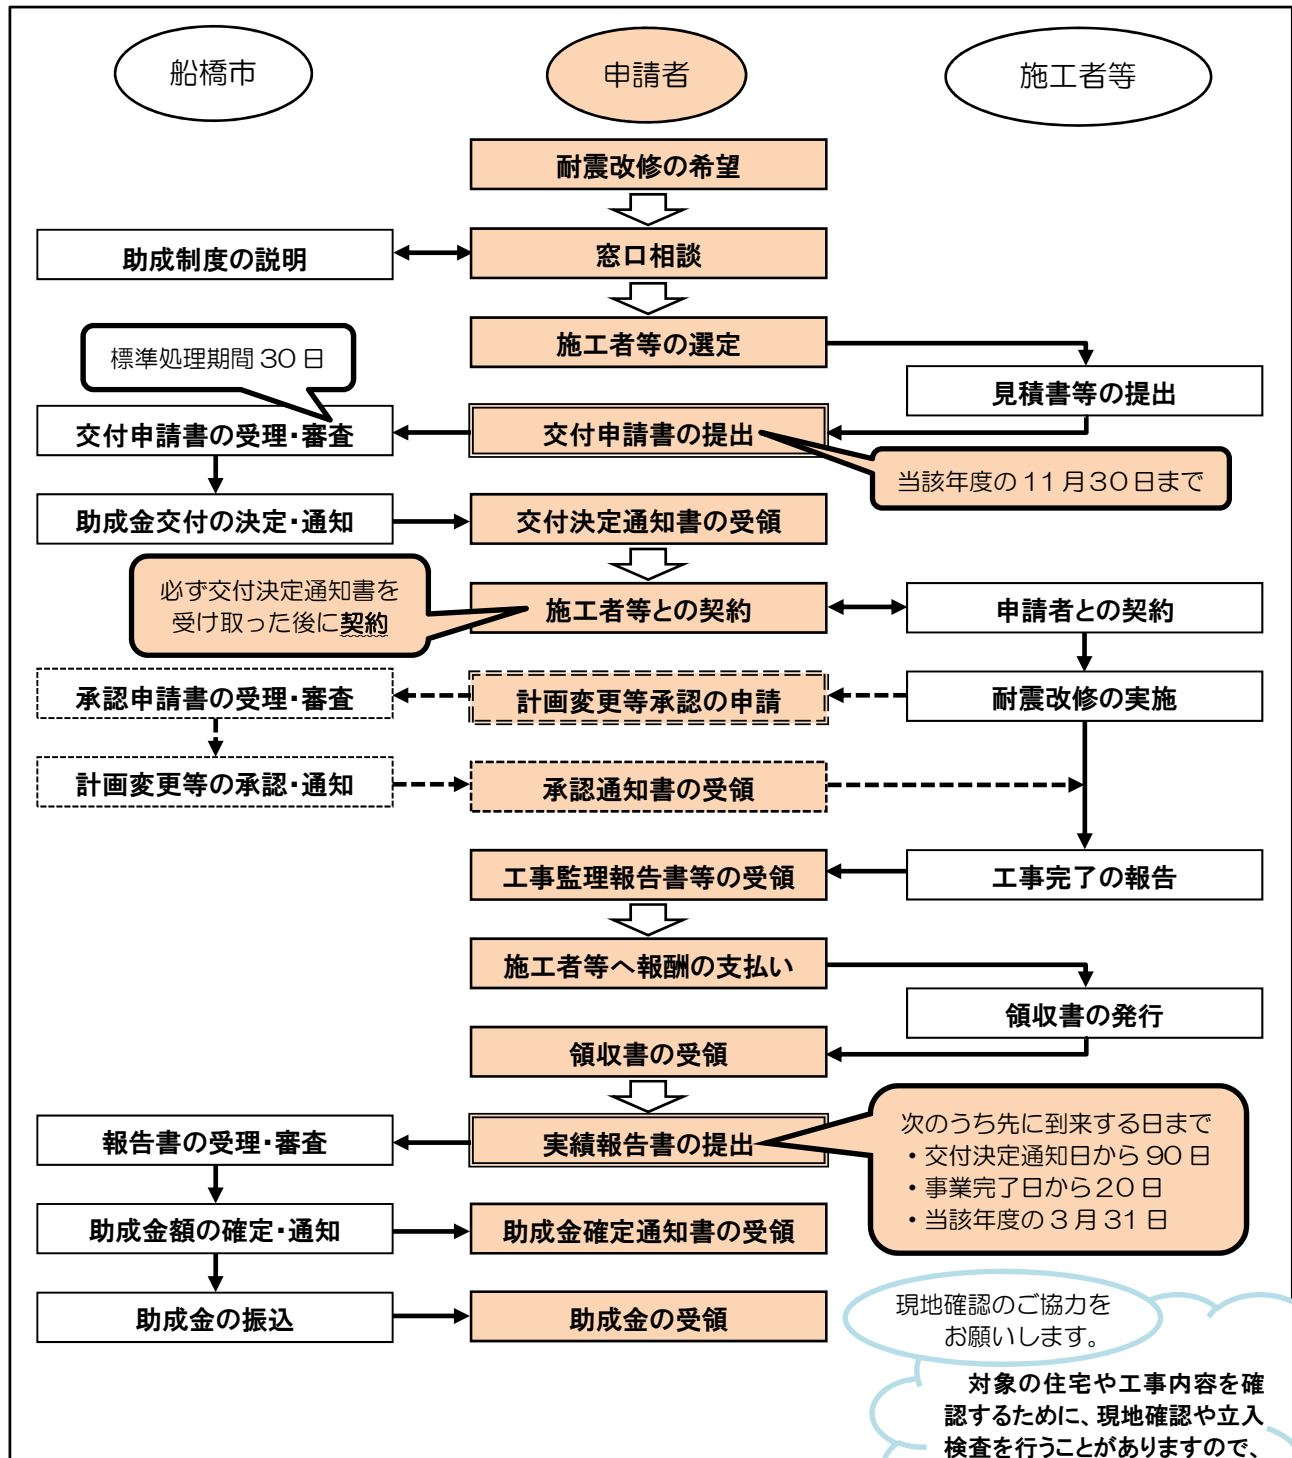 船橋市
申請者
施工者等
耐震改修の希望
助成制度の説明
窓口相談
施工者等の選定
標準処理期間30日
見積書等の提出
交付申請書の受理・審査
交付申請書の提出
当該年度の11月30日まで
助成金交付の決定・通知
交付決定通知書の受領
必ず交付決定通知書を
受け取った後に契約
施工者等との契約
申請者との契約
承認申請書の受理・審査
計画変更等承認の申請
耐震改修の実施
計画変更等の承認・通知
承認通知書の受領
工事監理報告書等の受領
工事完了の報告
施工者等へ報酬の支払い
領収書の発行
領収書の受領
報告書の受理・審査
実績報告書の提出
次のうち先に到来する日まで
・交付決定通知日から90日
・事業完了日から20日
・当該年度の3月31日
助成金額の確定・通知
助成金確定通知書の受領
助成金の振込
助成金の受領
現地確認のご協力を
お願いします。
対象の住宅や工事内容を確
認するために、現地確認や立入
検査を行うことがありますので、